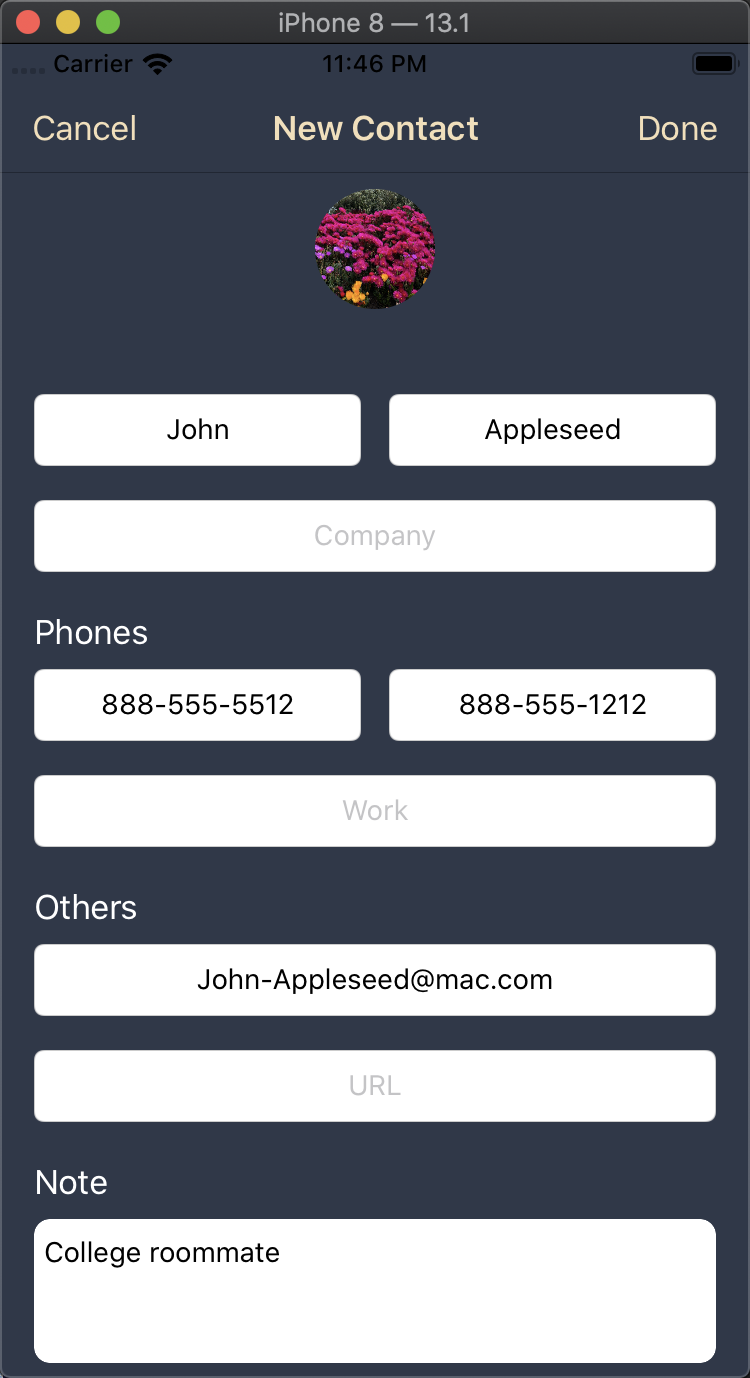 iPhone 8 — 13.1
Carrier 11:46 PM
Cancel New Contact Done
John Appleseed
Company
Phones
888-555-5512 888-555-1212
Work
Others
John-Appleseed@mac.com
URL
Note
College roommate